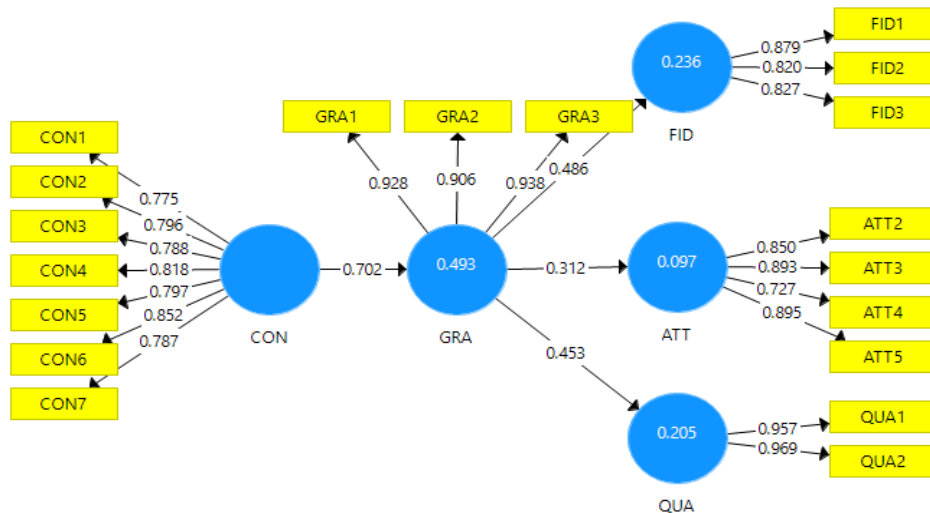 FID1
0.879
0.236
0.820
FID2
0.827
FID3
FID
GRA1
GRA2
GRA3
0.486
0.928
0.906
0.938
CON1
0.775
CON2
0.796
CON3
0.788
CON4
0.818
CON5
0.797
0.852
CON6
0.787
CON7
CON
0.702
0.493
GRA
0.312
0.097
ATT
0.850
ATT2
0.893
ATT3
0.727
ATT4
0.895
ATT5
0.453
0.205
QUA
0.957
QUA1
0.969
QUA2